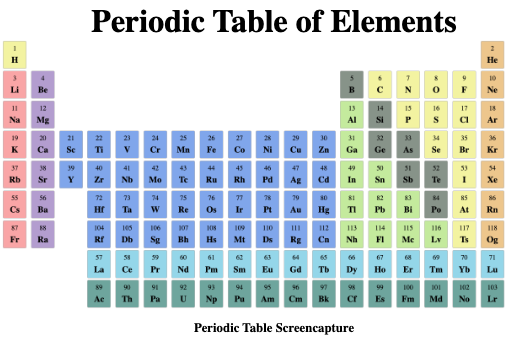 Periodic Table of Elements
1 2
H He
3 4 5 6 7 8 9 10
Li Be B C N O F Ne
11 12 13 14 15 16 17 18
Na Mg Al Si P S Cl Ar
19 20 21 22 23 24 25 26 27 28 29 30 31 32 33 34 35 36
K Ca Sc Ti V Cr Mn Fe Co Ni Cu Zn Ga Ge As Se Br Kr
37 38 39 40 41 42 43 44 45 46 47 48 49 50 51 52 53 54
Rb Sr Y Zr Nb Mo Tc Ru Rh Pd Ag Cd In Sn Sb Te I Xe
55 56 72 73 74 75 76 77 78 79 80 81 82 83 84 85 86
Cs Ba Hf Ta W Re Os Ir Pt Au Hg Tl Pb Bi Po At Rn
87 88 104 105 106 107 108 109 110 111 112 113 114 115 116 117 118
Fr Ra Rf Db Sg Bh Hs Mt Ds Rg Cn Nh Fl Mc Lv Ts Og
57 58 59 60 61 62 63 64 65 66 67 68 69 70 71
La Ce Pr Nd Pm Sm Eu Gd Tb Dy Ho Er Tm Yb Lu
89 90 91 92 93 94 95 96 97 98 99 100 101 102 103
Ac Th Pa U Np Pu Am Cm Bk Cf Es Fm Md No Lr
Periodic Table Screencapture